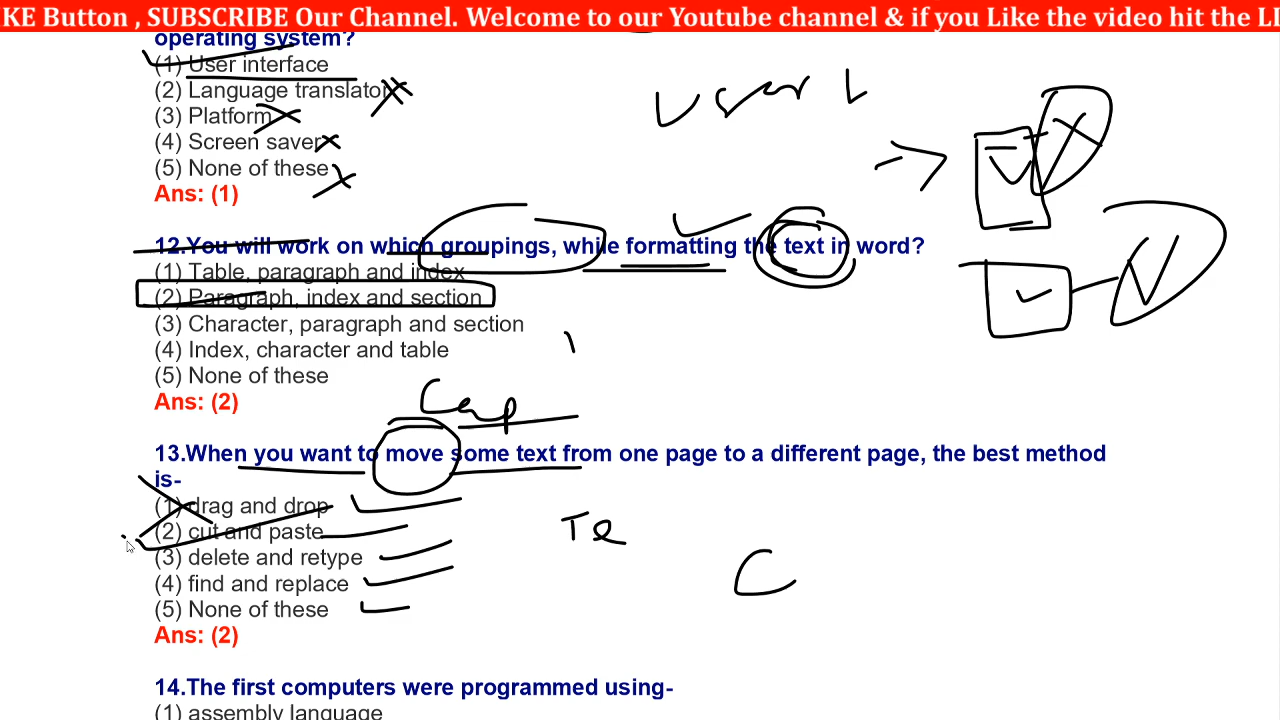 KE Button , SUBSCRIBE Our Channel. Welcome to our Youtube channel & if you Like the video hit the LI
operating system?
(1) User interface
(2) Language translator
(3) Platform
(4) Screen saver
(5) None of these
Ans: (1)
user
12.You will work on which groupings, while formatting the text in word?
(1) Table, paragraph and index
(2) Paragraph, index and section
(3) Character, paragraph and section
(4) Index, character and table
(5) None of these
Ans: (2)
13.When you want to move some text from one page to a different page, the best method
is-
(1) drag and drop
(2) cut and paste
(3) delete and retype
(4) find and replace
(5) None of these
Te
C
Ans: (2)
14.The first computers were programmed using-
(1) assembly language